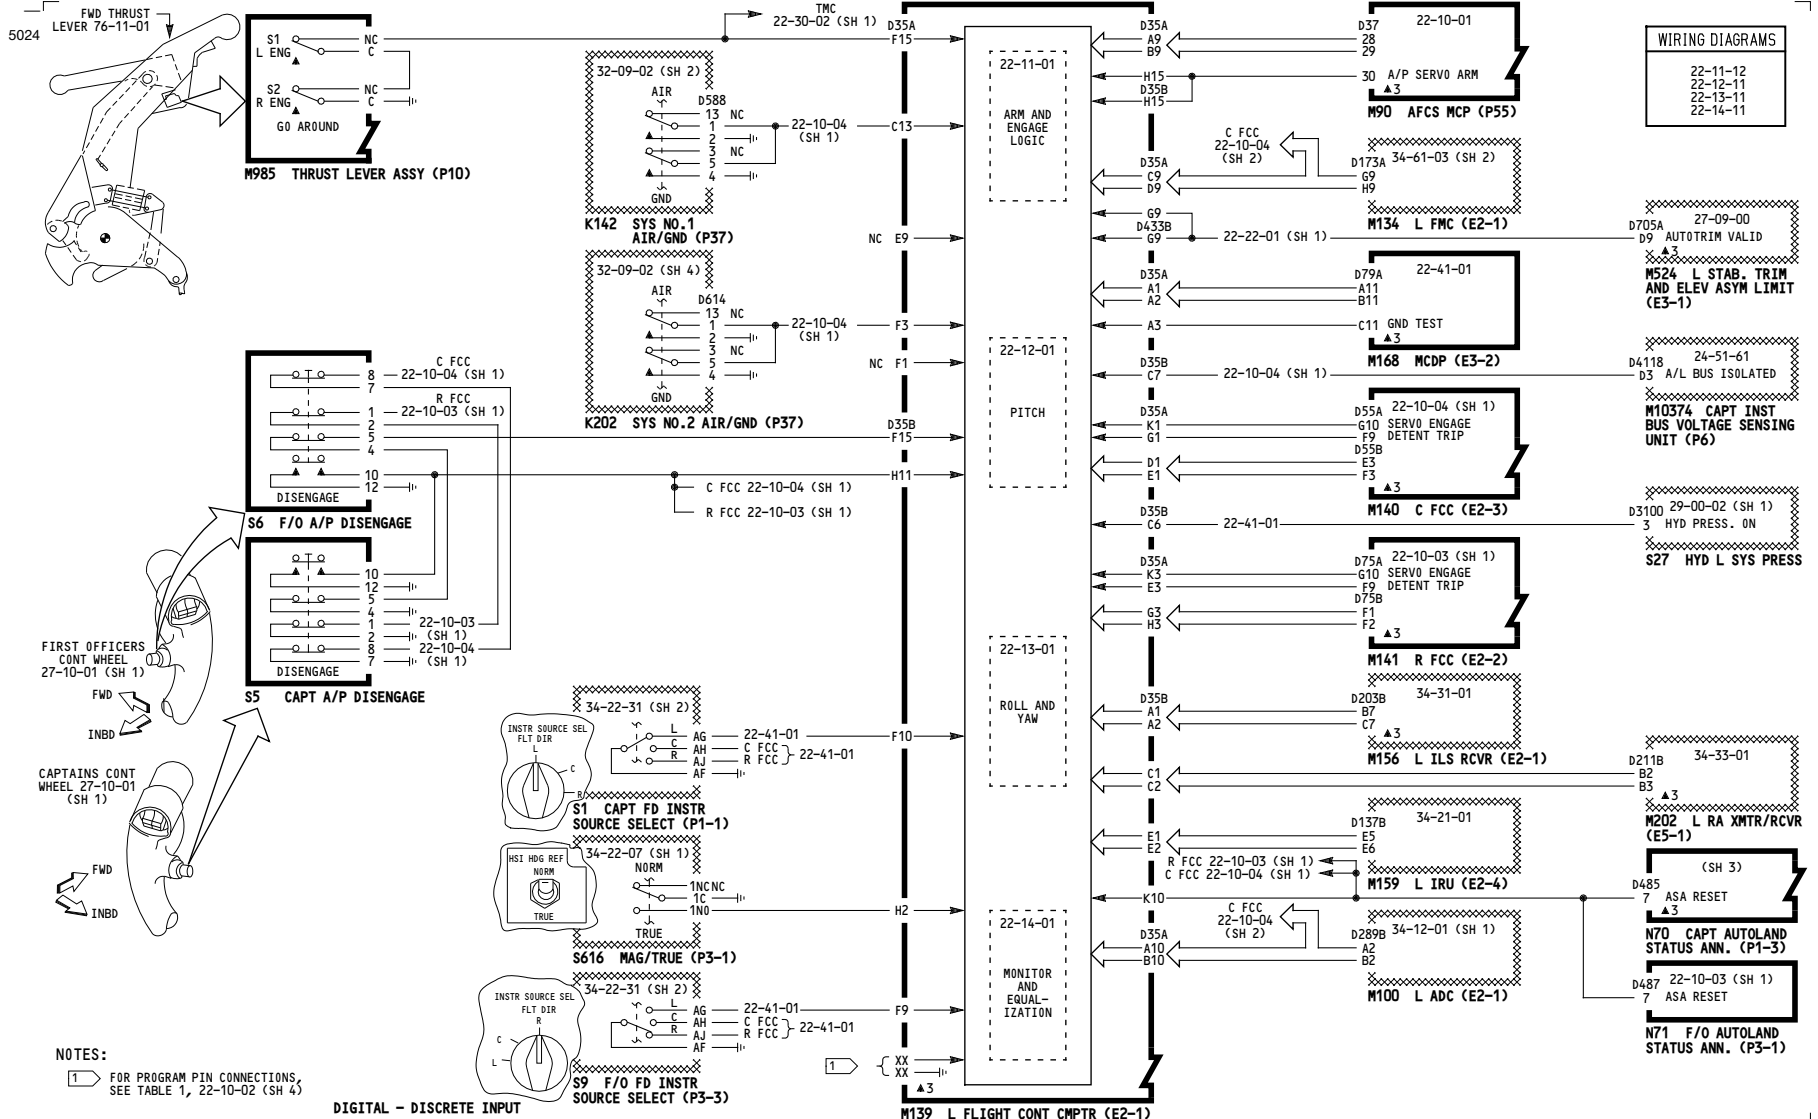 5024
FWD THRUST
LEVER 76-11-01
S1
L ENG
NC
C
S2
R ENG
NC
C
GO AROUND
M985 THRUST LEVER ASSY (P10)
TMC
22-30-02 (SH 1)
D35A
F15
32-09-02 (SH 2)
AIR
D588
13 NC
1
2
3 NC
5
4
GND
22-10-04
(SH 1)
C13
K142 SYS NO.1
AIR/GND (P37)
NC E9
32-09-02 (SH 4)
AIR
D614
13 NC
1
2
3 NC
5
4
GND
22-10-04
(SH 1)
F3
NC F1
K202 SYS NO.2 AIR/GND (P37)
C FCC
8 22-10-04 (SH 1)
7
R FCC
1 22-10-03 (SH 1)
2
5
4
10
12
DISENGAGE
S6 F/O A/P DISENGAGE
D35B
F15
H11
C FCC 22-10-04 (SH 1)
R FCC 22-10-03 (SH 1)
10
12
5
4
1 22-10-03
2 (SH 1)
8 22-10-04
7 (SH 1)
DISENGAGE
S5 CAPT A/P DISENGAGE
FIRST OFFICERS
CONT WHEEL
27-10-01 (SH 1)
FWD
INBD
CAPTAINS CONT
WHEEL 27-10-01
(SH 1)
FWD
INBD
INSTR SOURCE SEL
FLT DIR
L
C
R
34-22-31 (SH 2)
L
C
R
AG 22-41-01
AH C FCC
AJ R FCC
22-41-01
AF
F10
S1 CAPT FD INSTR
SOURCE SELECT (P1-1)
HSI HDG REF
NORM
TRUE
34-22-07 (SH 1)
NORM
1NC NC
1C
1NO
TRUE
H2
S616 MAG/TRUE (P3-1)
INSTR SOURCE SEL
FLT DIR
R
C
L
34-22-31 (SH 2)
L
C
R
AG 22-41-01
AH C FCC
AJ R FCC
22-41-01
AF
F9
S9 F/O FD INSTR
SOURCE SELECT (P3-3)
1
XX
XX
3
NOTES:
1 FOR PROGRAM PIN CONNECTIONS,
SEE TABLE 1, 22-10-02 (SH 4)
DIGITAL - DISCRETE INPUT
M139 L FLIGHT CONT CMPTR (E2-1)
22-11-01
ARM AND
ENGAGE
LOGIC
22-12-01
PITCH
22-13-01
ROLL AND
YAW
22-14-01
MONITOR
AND
EQUAL-
IZATION
D35A
A9
B9
H15
D35B
H15
D37
28
29
30
22-10-01
A/P SERVO ARM
3
M90 AFCS MCP (P55)
C FCC
22-10-04
(SH 2)
D35A
C9
D9
D173A
G9
H9
34-61-03 (SH 2)
M134 L FMC (E2-1)
G9
D433B
G9
22-22-01 (SH 1)
D705A
D9
27-09-00
AUTOTRIM VALID
3
M524 L STAB. TRIM
AND ELEV ASYM LIMIT
(E3-1)
D35A
A1
A2
A3
D79A
A11
B11
C11
22-41-01
GND TEST
3
M168 MCDP (E3-2)
D35B
C7
22-10-04 (SH 1)
D4118
D3
24-51-61
A/L BUS ISOLATED
M10374 CAPT INST
BUS VOLTAGE SENSING
UNIT (P6)
D35A
K1
G1
D1
E1
D55A
G10
F9
D55B
E3
F3
22-10-04 (SH 1)
SERVO ENGAGE
DETENT TRIP
3
M140 C FCC (E2-3)
D35B
C6
22-41-01
D3100
3
29-00-02 (SH 1)
HYD PRESS. ON
S27 HYD L SYS PRESS
D35A
K3
E3
G3
H3
D75A
G10
F9
D75B
F1
F2
22-10-03 (SH 1)
SERVO ENGAGE
DETENT TRIP
3
M141 R FCC (E2-2)
D35B
A1
A2
D203B
B7
C7
34-31-01
3
M156 L ILS RCVR (E2-1)
C1
C2
D211B
B2
B3
34-33-01
3
M202 L RA XMTR/RCVR
(E5-1)
E1
E2
D137B
E5
E6
34-21-01
M159 L IRU (E2-4)
R FCC 22-10-03 (SH 1)
C FCC 22-10-04 (SH 1)
K10
D485
7
(SH 3)
ASA RESET
3
N70 CAPT AUTOLAND
STATUS ANN. (P1-3)
C FCC
22-10-04
(SH 2)
D35A
A10
B10
D289B
A2
B2
34-12-01 (SH 1)
M100 L ADC (E2-1)
D487
7
22-10-03 (SH 1)
ASA RESET
N71 F/O AUTOLAND
STATUS ANN. (P3-1)
WIRING DIAGRAMS
22-11-12
22-12-11
22-13-11
22-14-11